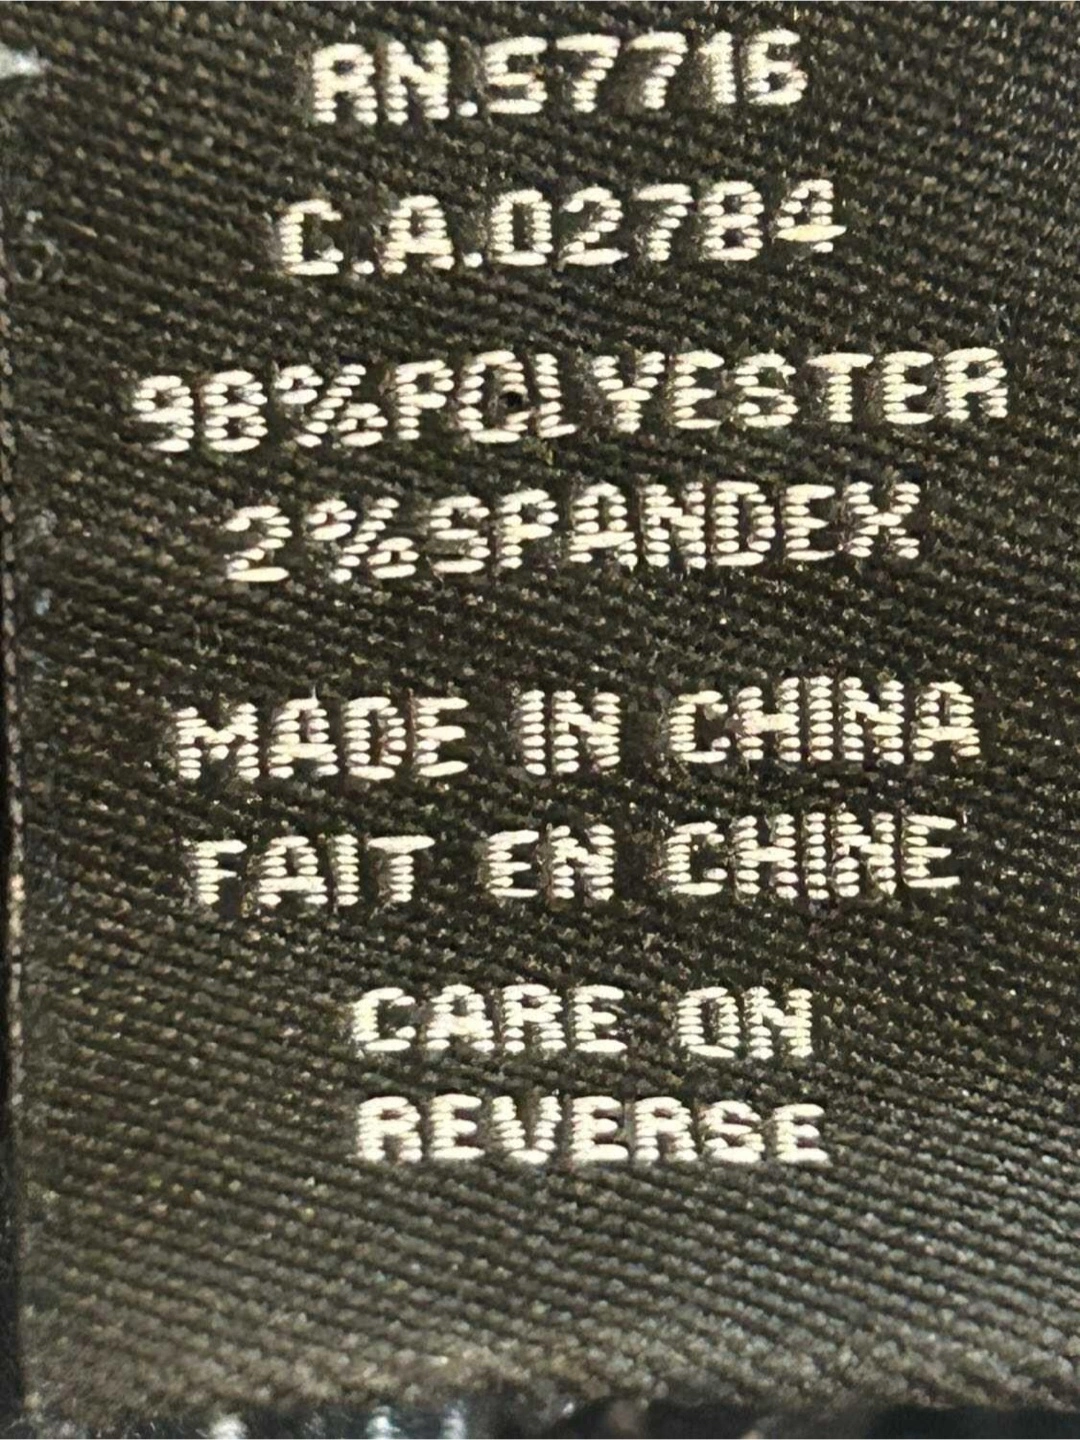 RN.57716
C.A.02784
98%POLYESTER
2%SPANDEX
MADE IN CHINA
FAIT EN CHINE
CARE ON
REVERSE